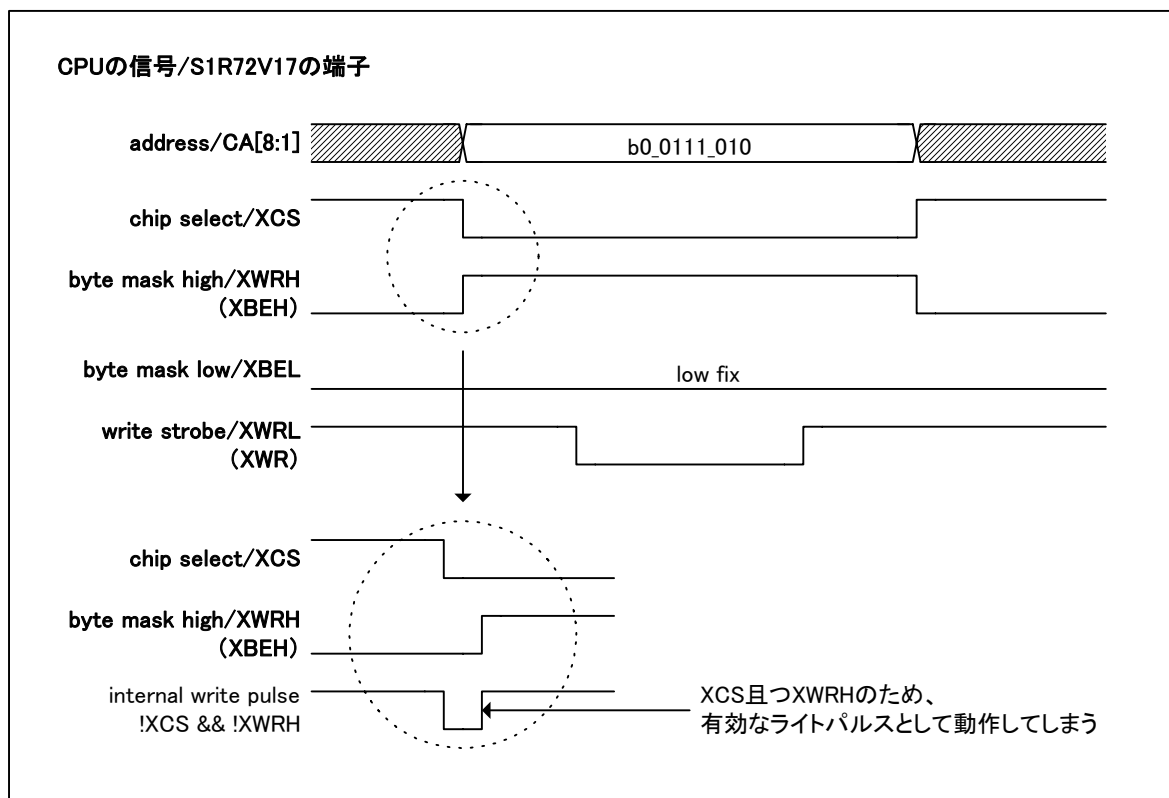 CPUの信号/S1R72V17の端子
address/CA[8:1]
b0_0111_010
chip select/XCS
byte mask high/XWRH
(XBEH)
byte mask low/XBEL
low fix
write strobe/XWRL
(XWR)
chip select/XCS
byte mask high/XWRH
(XBEH)
internal write pulse
!XCS && !XWRH
XCS且つXWRHのため、
有効なライトパルスとして動作してしまう